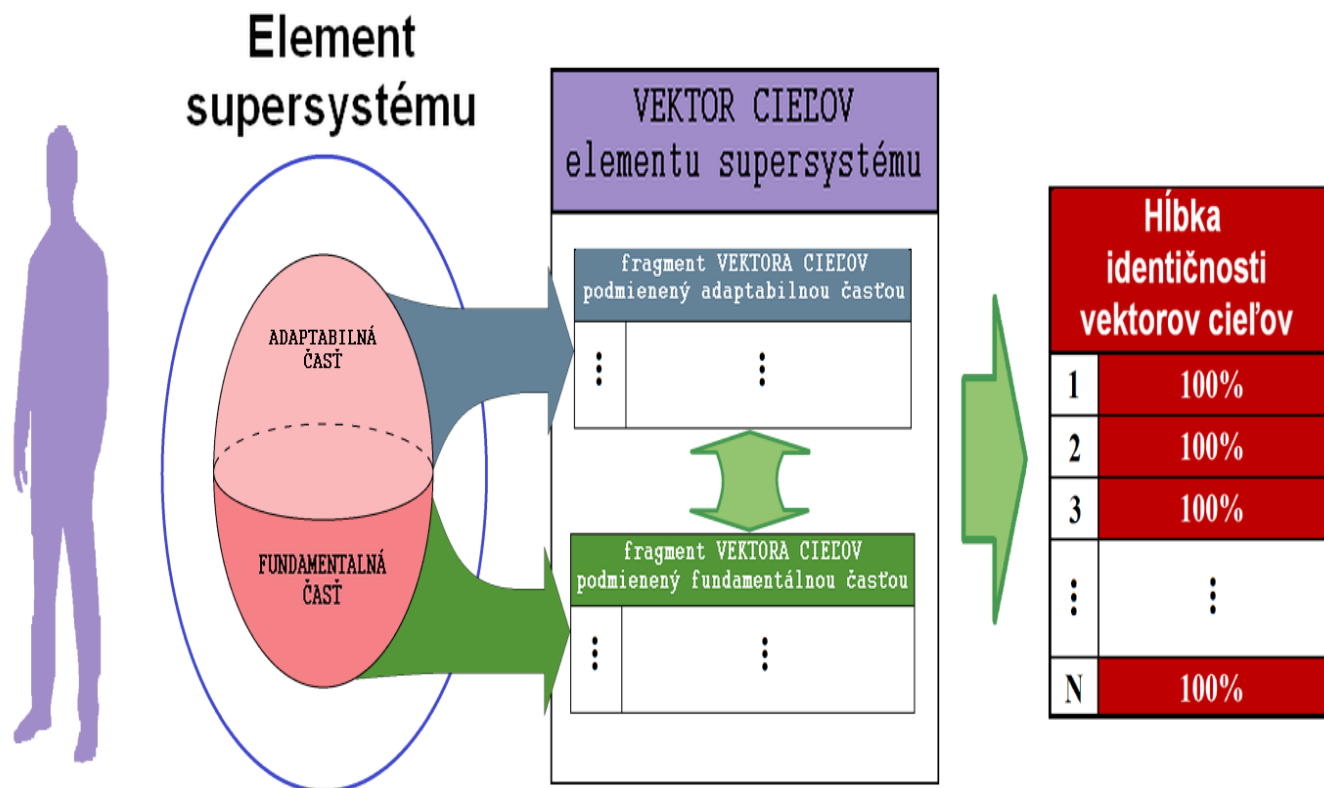 Element
supersystému
VEKTOR CIEĽOV
elementu supersystému
fragment VEKTORA CIEĽOV
podmienený adaptabilnou časťou
⋮ ⋮
ADAPTABILNÁ
ČASŤ
FUNDAMENTALNÁ
ČASŤ
fragment VEKTORA CIEĽOV
podmienený fundamentálnou časťou
⋮ ⋮
Hĺbka
identičnosti
vektorov cieľov
1 100%
2 100%
3 100%
⋮ ⋮
N 100%